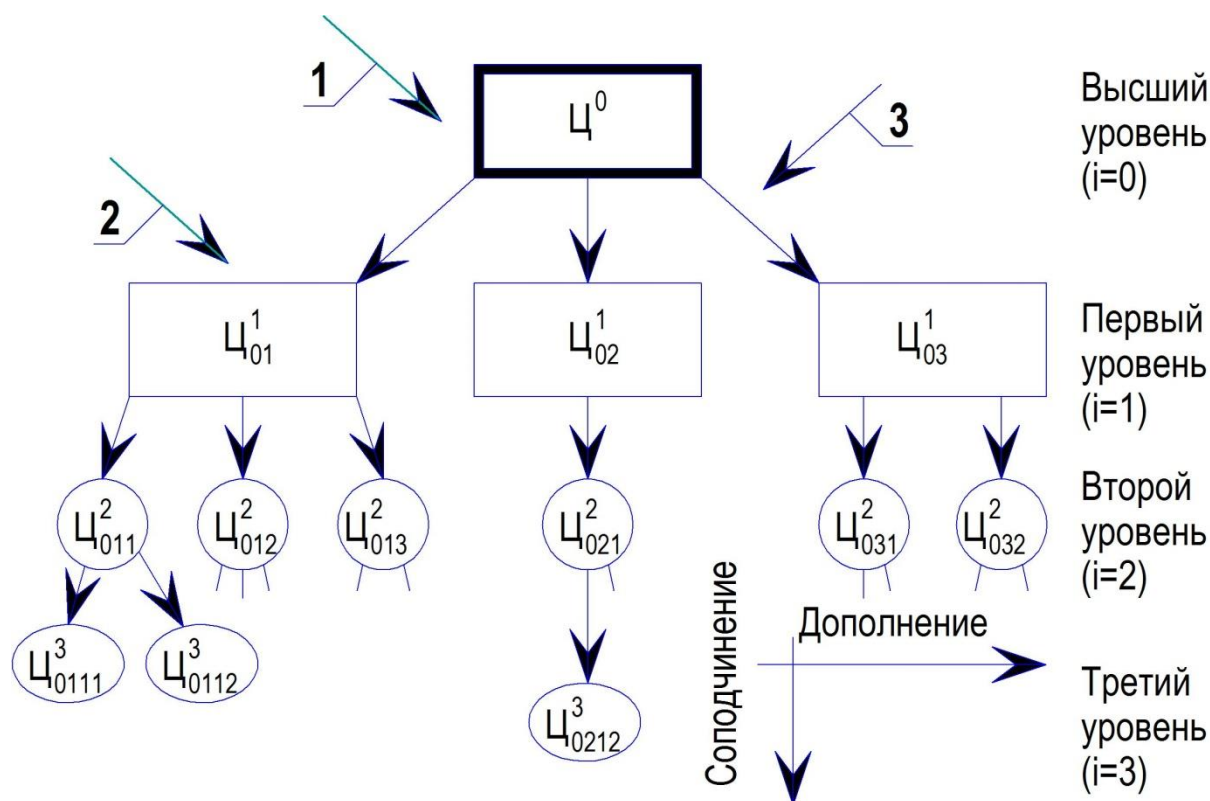 1
Ц⁰
3
Высший
уровень
(i=0)
2
Ц¹₀₁
Ц¹₀₂
Ц¹₀₃
Первый
уровень
(i=1)
Ц²₀₁₁
Ц²₀₁₂
Ц²₀₁₃
Ц²₀₂₁
Ц²₀₃₁
Ц²₀₃₂
Второй
уровень
(i=2)
Ц³₀₁₁₁
Ц³₀₁₁₂
Ц³₀₂₁₂
Соподчинение
Дополнение
Третий
уровень
(i=3)